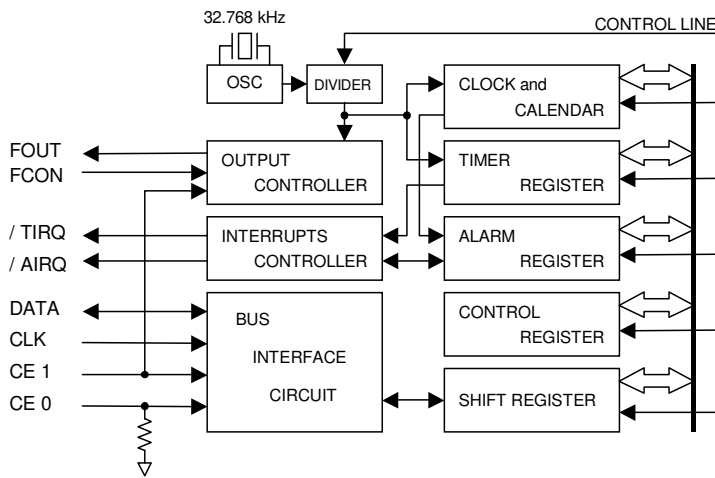 32.768 kHz
CONTROL LINE
OSC
DIVIDER
CLOCK and
CALENDAR
FOUT
FCON
OUTPUT
CONTROLLER
TIMER
REGISTER
/ TIRQ
/ AIRQ
INTERRUPTS
CONTROLLER
ALARM
REGISTER
DATA
CLK
CE 1
CE 0
BUS
INTERFACE
CIRCUIT
CONTROL
REGISTER
SHIFT REGISTER